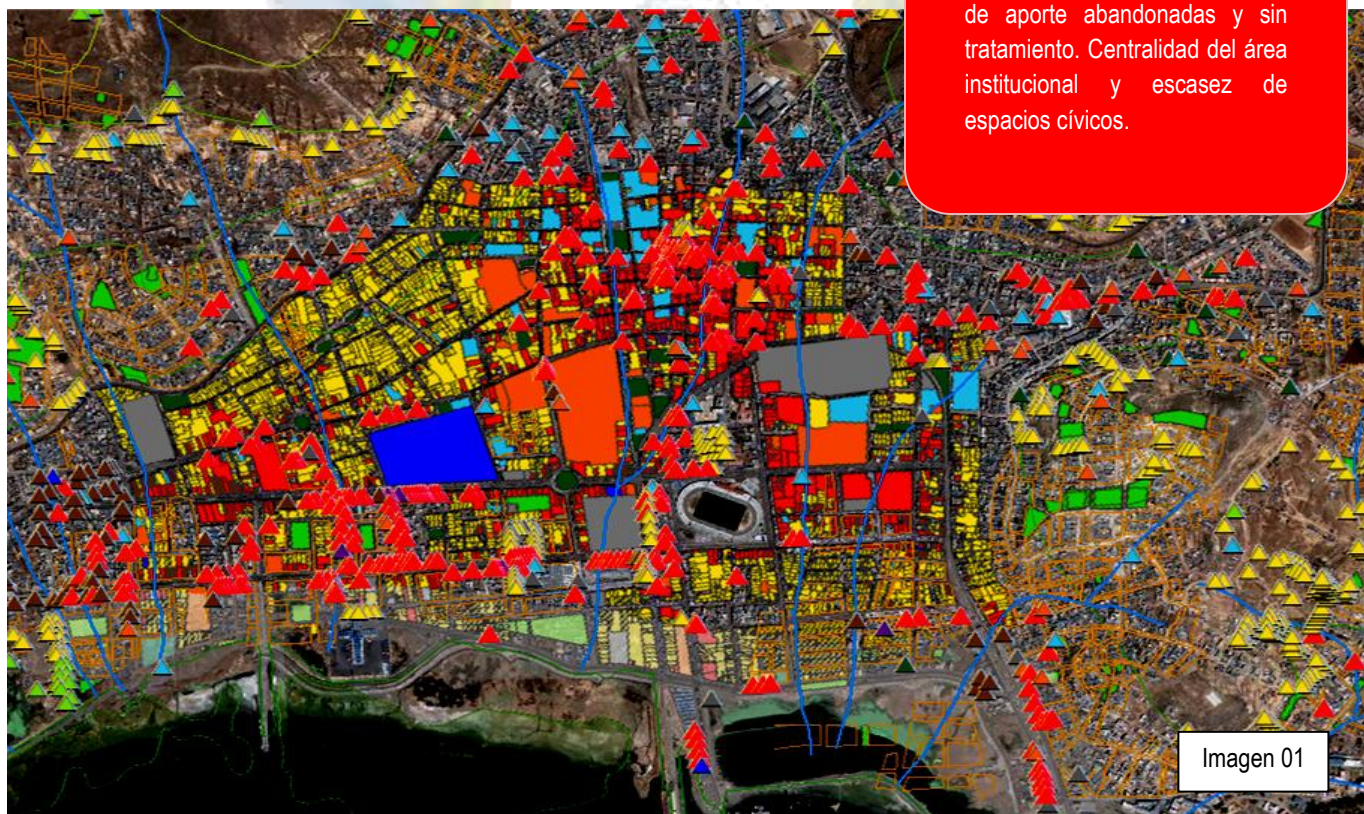 de aporte abandonadas y sin
tratamiento. Centralidad del área
institucional y escasez de
espacios cívicos.
Imagen 01